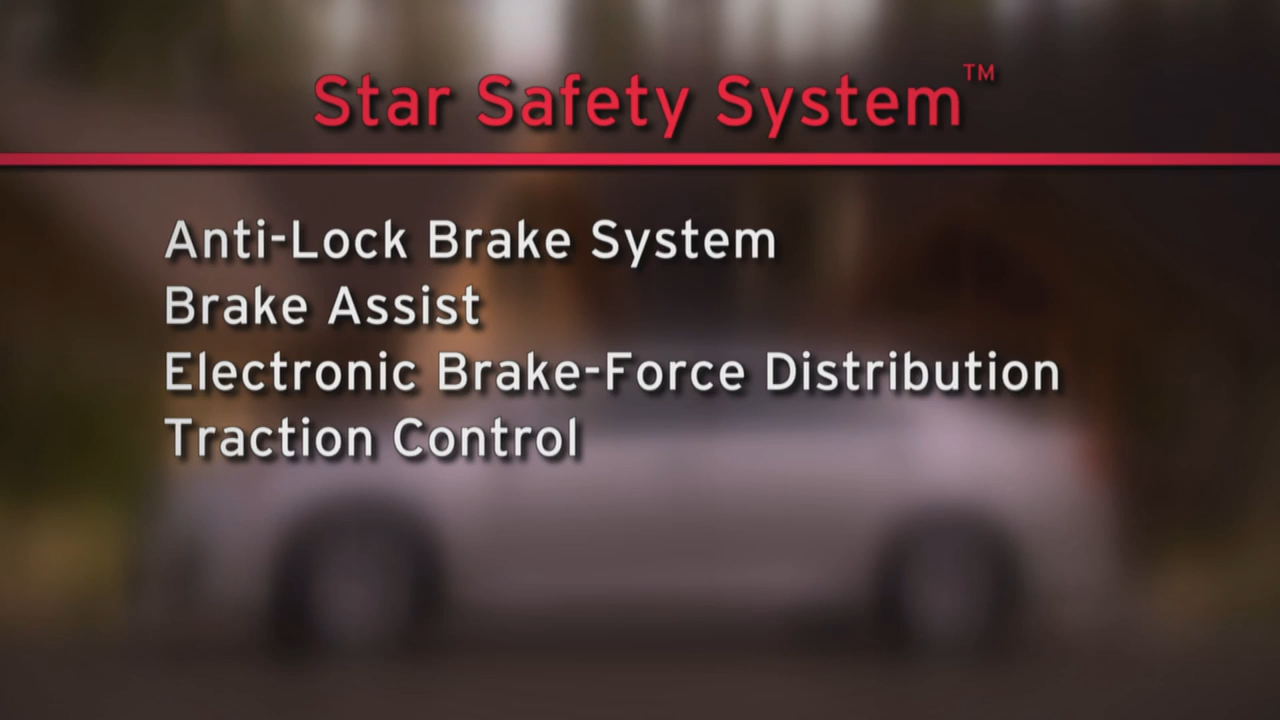 Star Safety System™
Anti-Lock Brake System
Brake Assist
Electronic Brake-Force Distribution
Traction Control